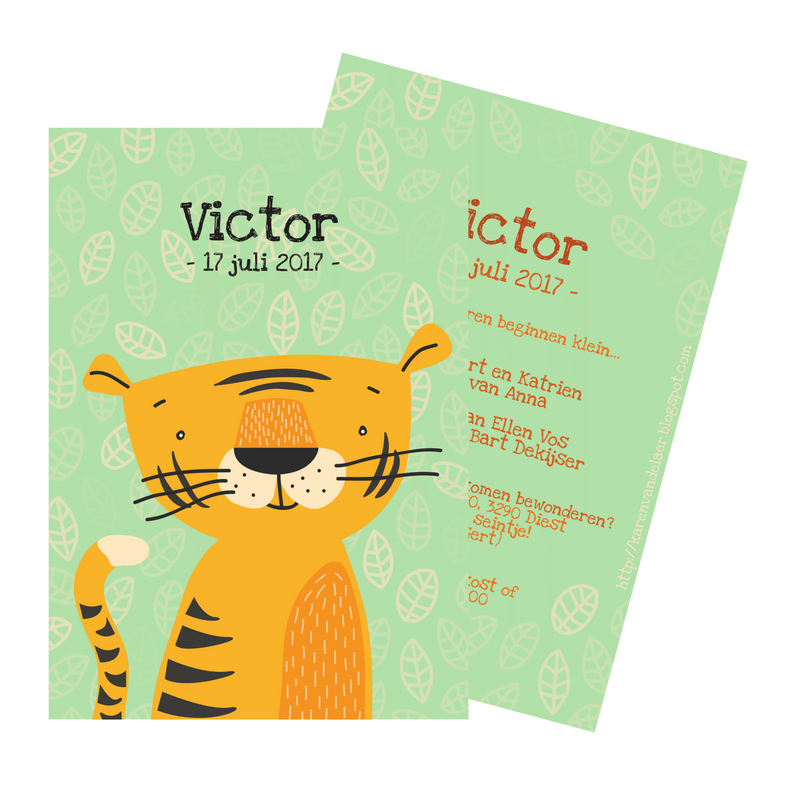 Victor
- 17 juli 2017 -
ictor
juli 2017 -
ren beginnen klein...
rt en Katrien
van Anna
an Ellen Vos
Bart Dekijser
omen bewonderen?
0, 3290 Diest
seintje!
ert)
ost of
00
http://karenvandelaer.blogspot.com